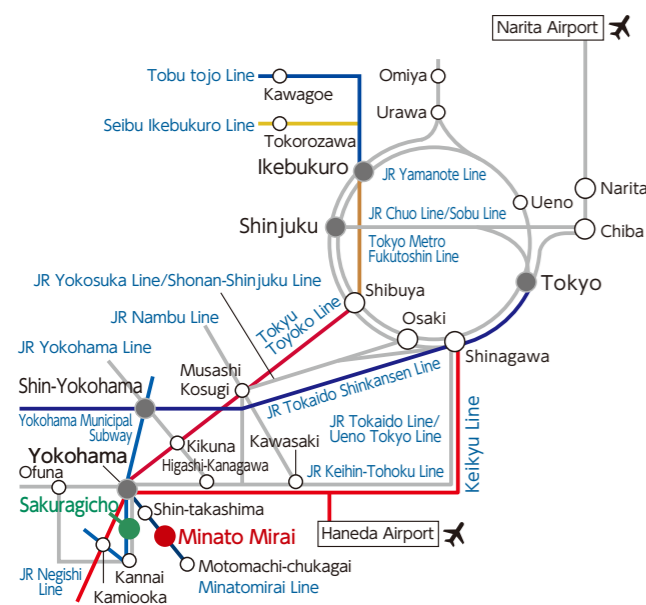 Narita Airport
Tobu tojo Line
Omiya
Kawagoe
Urawa
Seibu Ikebukuro Line
Tokorozawa
Ikebukuro
JR Yamanote Line
Narita
Ueno
Shinjuku
JR Chuo Line/Sobu Line
Chiba
Tokyo Metro
Fukutoshin Line
JR Yokosuka Line/Shonan-Shinjuku Line
Tokyo
Shibuya
JR Nambu Line
Tokyu
Toyoko Line
Osaki
JR Yokohama Line
Shinagawa
Musashi
Kosugi
JR Tokaido Shinkansen Line
Shin-Yokohama
Yokohama Municipal
Subway
JR Tokaido Line/
Ueno Tokyo Line
Kikuna
Keikyu Line
Yokohama
Higashi-Kanagawa
Kawasaki
JR Keihin-Tohoku Line
Ofuna
Sakuragicho
Shin-takashima
Minato Mirai
Haneda Airport
JR Negishi
Line
Kannai
Motomachi-chukagai
Kamiooka
Minatomirai Line